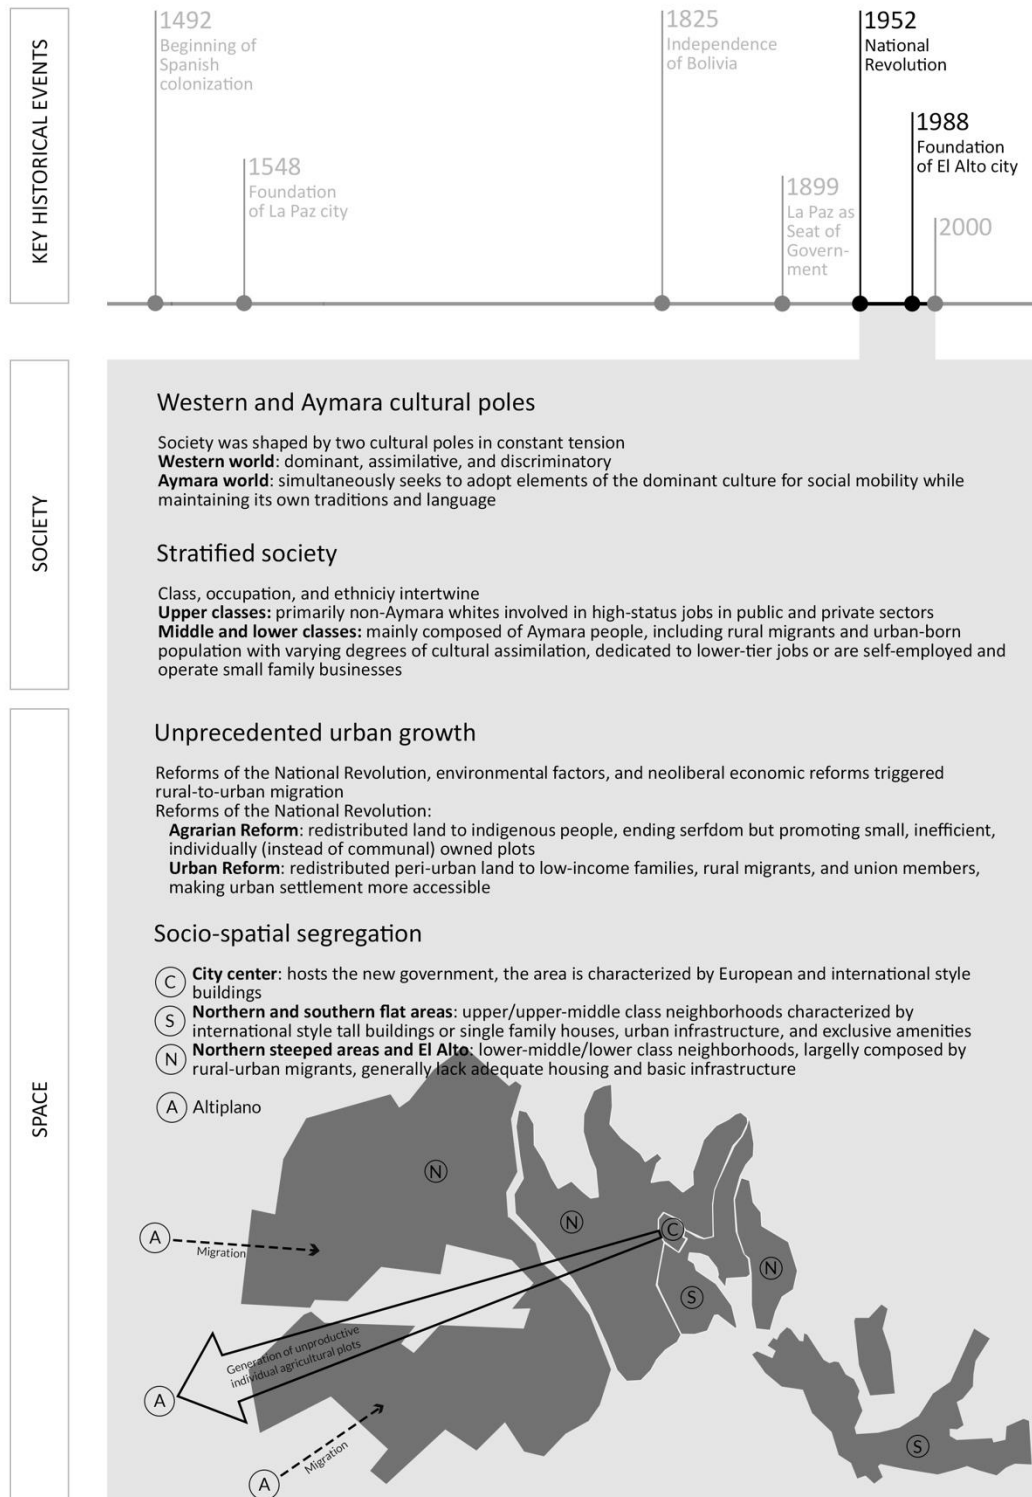 KEY HISTORICAL EVENTS
1492
Beginning of
Spanish
colonization
1548
Foundation
of La Paz city
1825
Independence
of Bolivia
1899
La Paz as
Seat of
Govern-
ment
1952
National
Revolution
1988
Foundation
of El Alto city
2000
SOCIETY
Western and Aymara cultural poles
Society was shaped by two cultural poles in constant tension
Western world: dominant, assimilative, and discriminatory
Aymara world: simultaneously seeks to adopt elements of the dominant culture for social mobility while
maintaining its own traditions and language
Stratified society
Class, occupation, and ethniciy intertwine
Upper classes: primarily non-Aymara whites involved in high-status jobs in public and private sectors
Middle and lower classes: mainly composed of Aymara people, including rural migrants and urban-born
population with varying degrees of cultural assimilation, dedicated to lower-tier jobs or are self-employed and
operate small family businesses
SPACE
Unprecedented urban growth
Reforms of the National Revolution, environmental factors, and neoliberal economic reforms triggered
rural-to-urban migration
Reforms of the National Revolution:
Agrarian Reform: redistributed land to indigenous people, ending serfdom but promoting small, inefficient,
individually (instead of communal) owned plots
Urban Reform: redistributed peri-urban land to low-income families, rural migrants, and union members,
making urban settlement more accessible
Socio-spatial segregation
C City center: hosts the new government, the area is characterized by European and international style
buildings
S Northern and southern flat areas: upper/upper-middle class neighborhoods characterized by
international style tall buildings or single family houses, urban infrastructure, and exclusive amenities
N Northern steeped areas and El Alto: lower-middle/lower class neighborhoods, largelly composed by
rural-urban migrants, generally lack adequate housing and basic infrastructure
A Altiplano
N
N
C
A
Migration
N
S
Generation of unproductive
individual agricultural plots
A
Migration
S
A